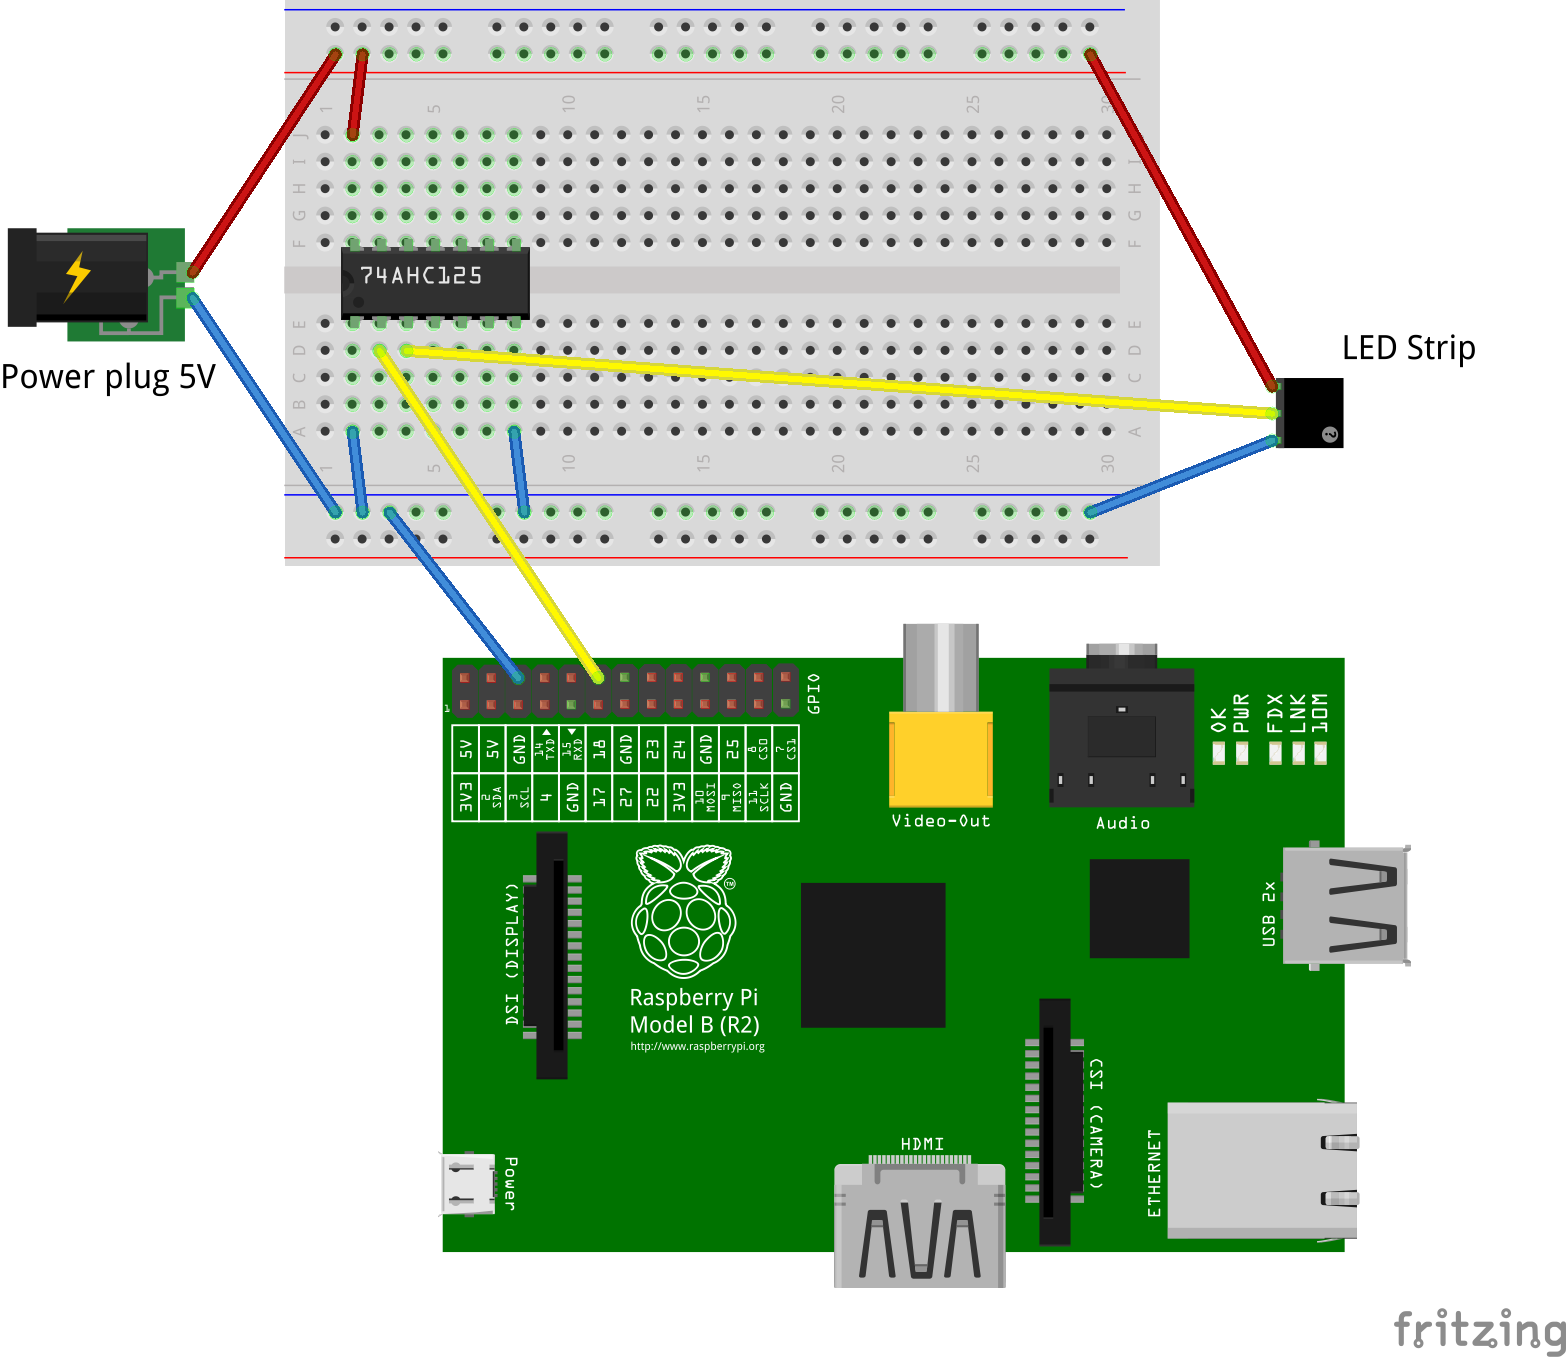 1 5 10 15 20 25 30
J
I I
H H
G G
F F
74AHC125
E E
D D
C C
B B
A A
1 5 10 15 20 25 30
Power plug 5V
LED Strip
1
GPIO
5V 5V GND 14 TXD 15 RXD 18 GND 23 24 GND 25 8 CS0 7 CS1
3V3 2 SDA 3 SCL 4 GND 17 27 22 3V3 10 MOSI 9 MISO 11 SCLK GND
Video-Out
Audio
OK
PWR
FDX
LNK
10M
DSI (DISPLAY)
TM
Raspberry Pi
Model B (R2)
http://www.raspberrypi.org
USB 2x
CSI (CAMERA)
Power
HDMI
ETHERNET
fritzing